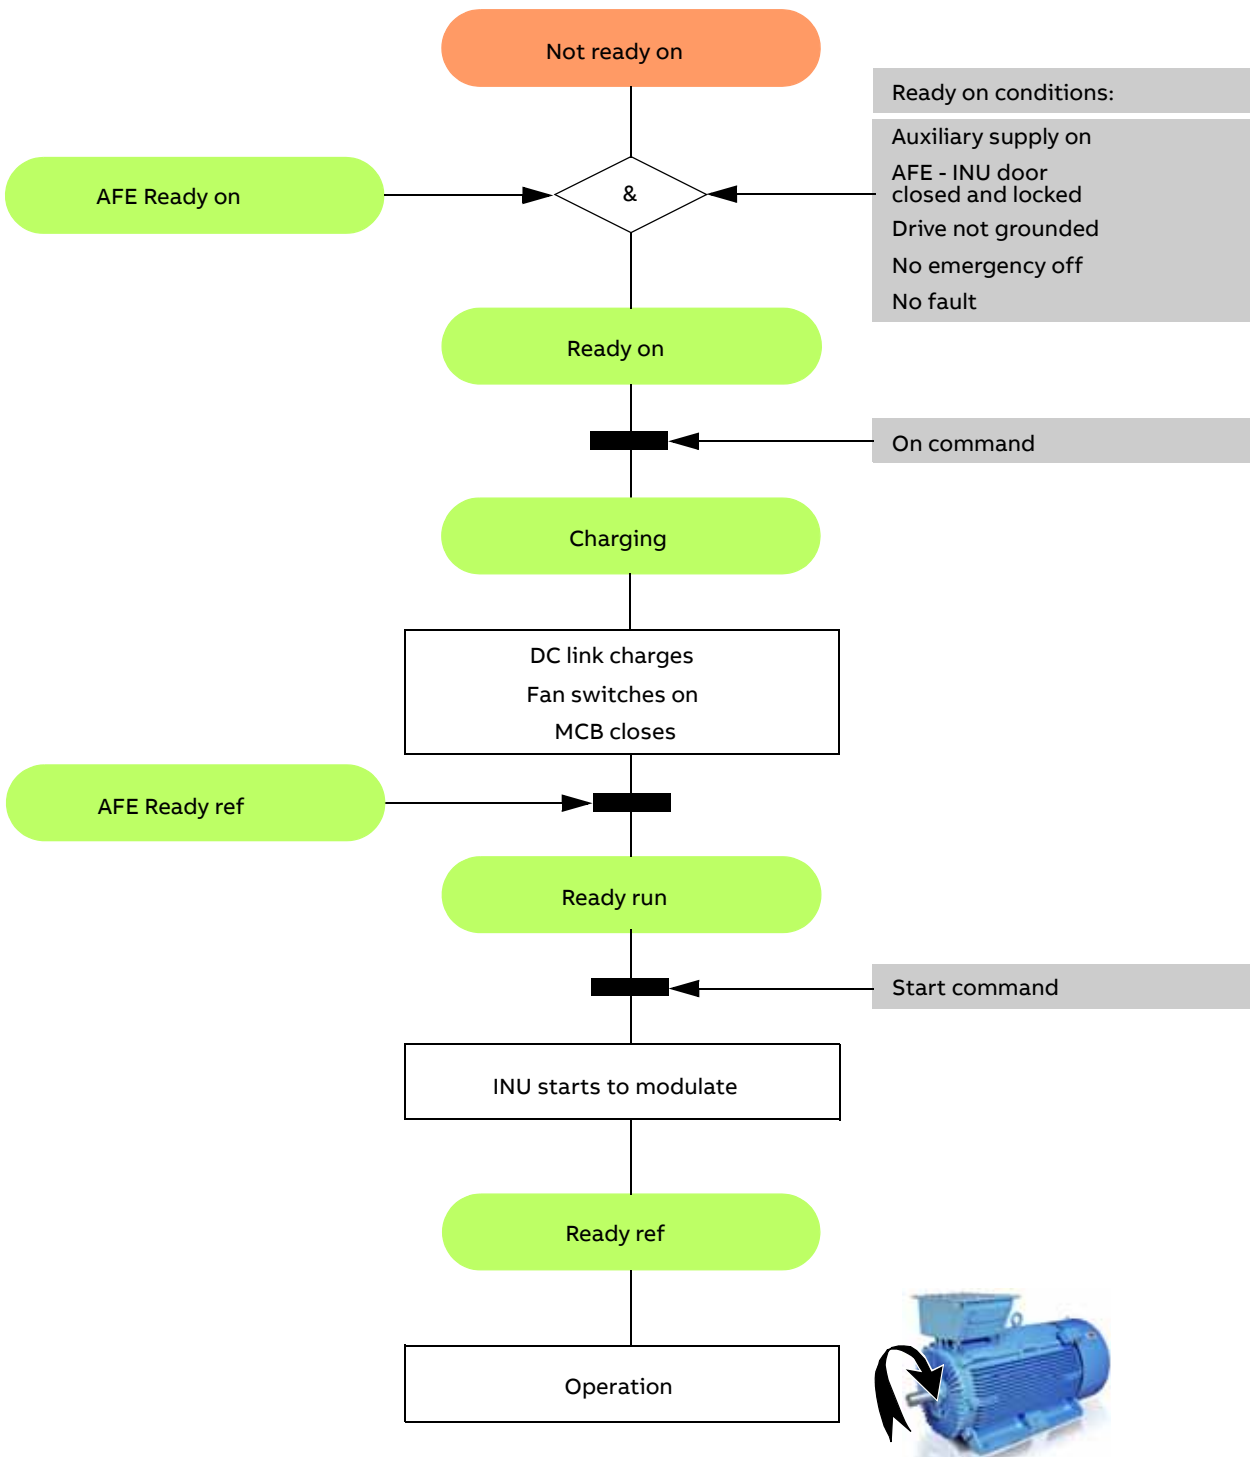 Not ready on
Ready on conditions:
Auxiliary supply on
AFE - INU door
closed and locked
Drive not grounded
No emergency off
No fault
AFE Ready on
&
Ready on
On command
Charging
DC link charges
Fan switches on
MCB closes
AFE Ready ref
Ready run
Start command
INU starts to modulate
Ready ref
Operation